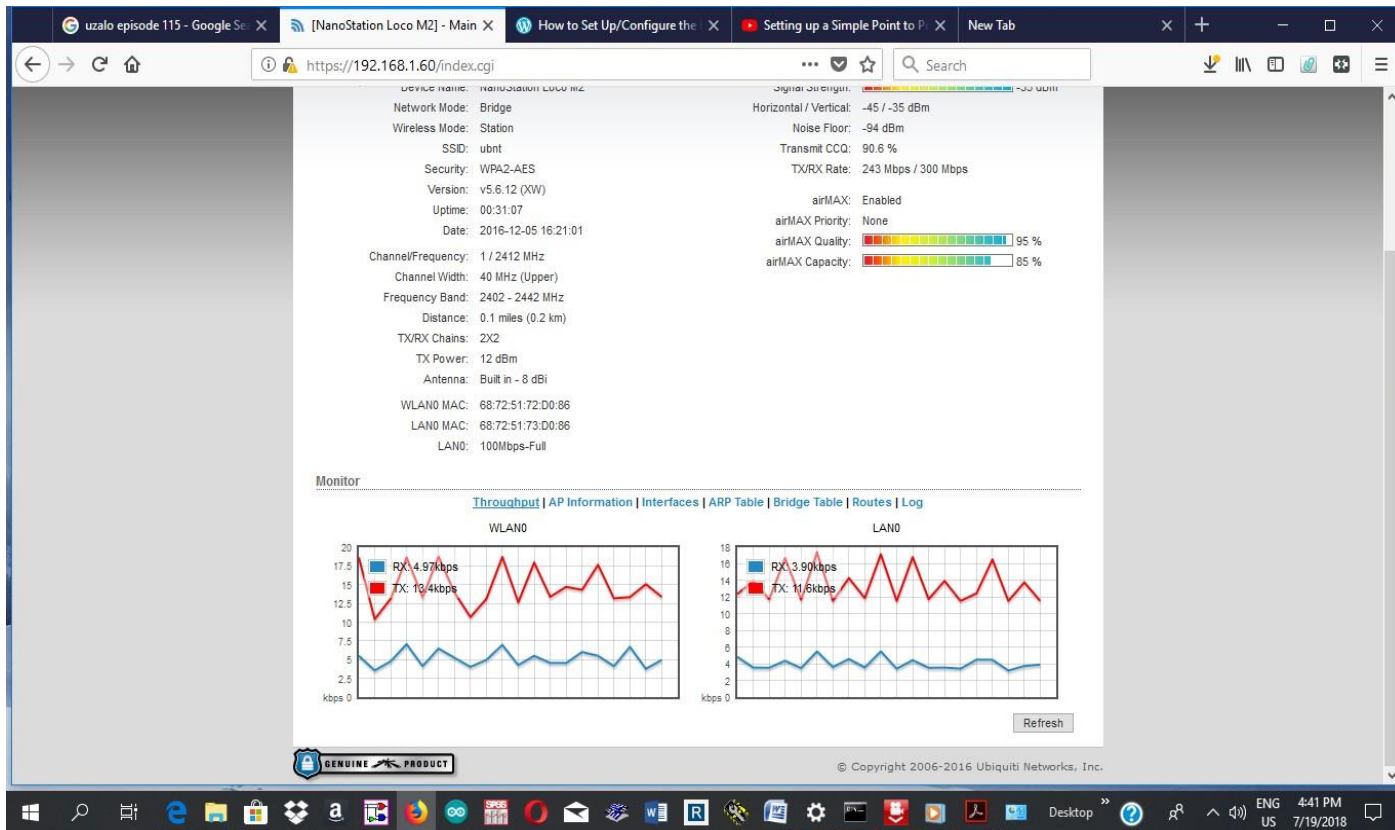 uzalo episode 115 - Google Se
[NanoStation Loco M2] - Main
How to Set Up/Configure the
Setting up a Simple Point to Po
New Tab
https://192.168.1.60/index.cgi
Search
Device Name: NanoStation Loco M2
Network Mode: Bridge
Wireless Mode: Station
SSID: ubnt
Security: WPA2-AES
Version: v5.6.12 (XW)
Uptime: 00:31:07
Date: 2016-12-05 16:21:01
Channel/Frequency: 1 / 2412 MHz
Channel Width: 40 MHz (Upper)
Frequency Band: 2402 - 2442 MHz
Distance: 0.1 miles (0.2 km)
TX/RX Chains: 2X2
TX Power: 12 dBm
Antenna: Built in - 8 dBi
WLAN0 MAC: 68:72:51:72:D0:86
LAN0 MAC: 68:72:51:73:D0:86
LAN0: 100Mbps-Full
Signal Strength: -35 dBm
Horizontal / Vertical: -45 / -35 dBm
Noise Floor: -94 dBm
Transmit CCQ: 90.6 %
TX/RX Rate: 243 Mbps / 300 Mbps
airMAX: Enabled
airMAX Priority: None
airMAX Quality: 95 %
airMAX Capacity: 85 %
Monitor
Throughput | AP Information | Interfaces | ARP Table | Bridge Table | Routes | Log
WLAN0
20
17.5
15
12.5
10
7.5
5
2.5
kbps 0
RX: 4.97kbps
TX: 13.4kbps
LAN0
18
16
14
12
10
8
6
4
2
kbps 0
RX: 3.90kbps
TX: 11.6kbps
Refresh
GENUINE PRODUCT
© Copyright 2006-2016 Ubiquiti Networks, Inc.
Desktop
ENG
US
4:41 PM
7/19/2018